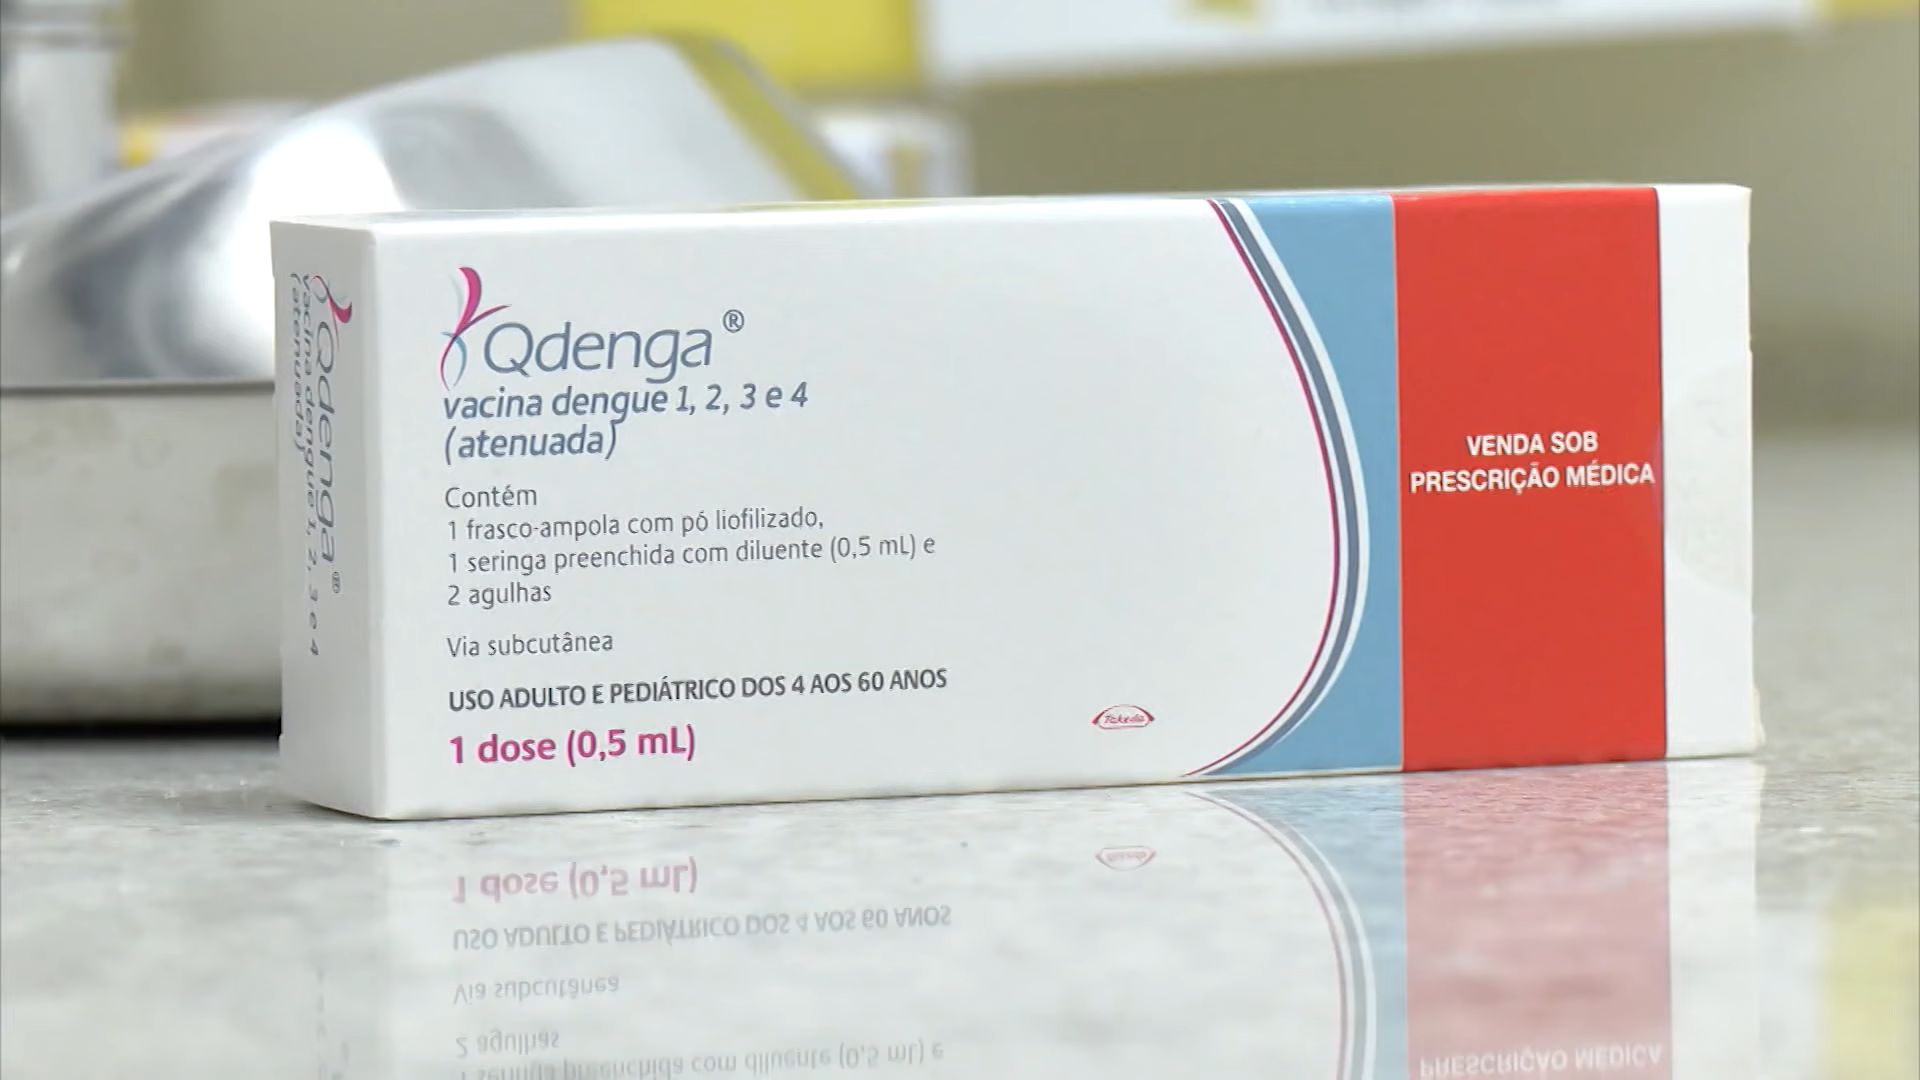 Qdenga®
vacina dengue 1, 2, 3 e 4
(atenuada)
Contém
1 frasco-ampola com pó liofilizado,
1 seringa preenchida com diluente (0,5 mL) e
2 agulhas
Via subcutânea
USO ADULTO E PEDIÁTRICO DOS 4 AOS 60 ANOS
1 dose (0,5 mL)
Takeda
VENDA SOB
PRESCRIÇÃO MÉDICA
Qdenga®
vacina dengue 1, 2, 3 e 4
(atenuada)